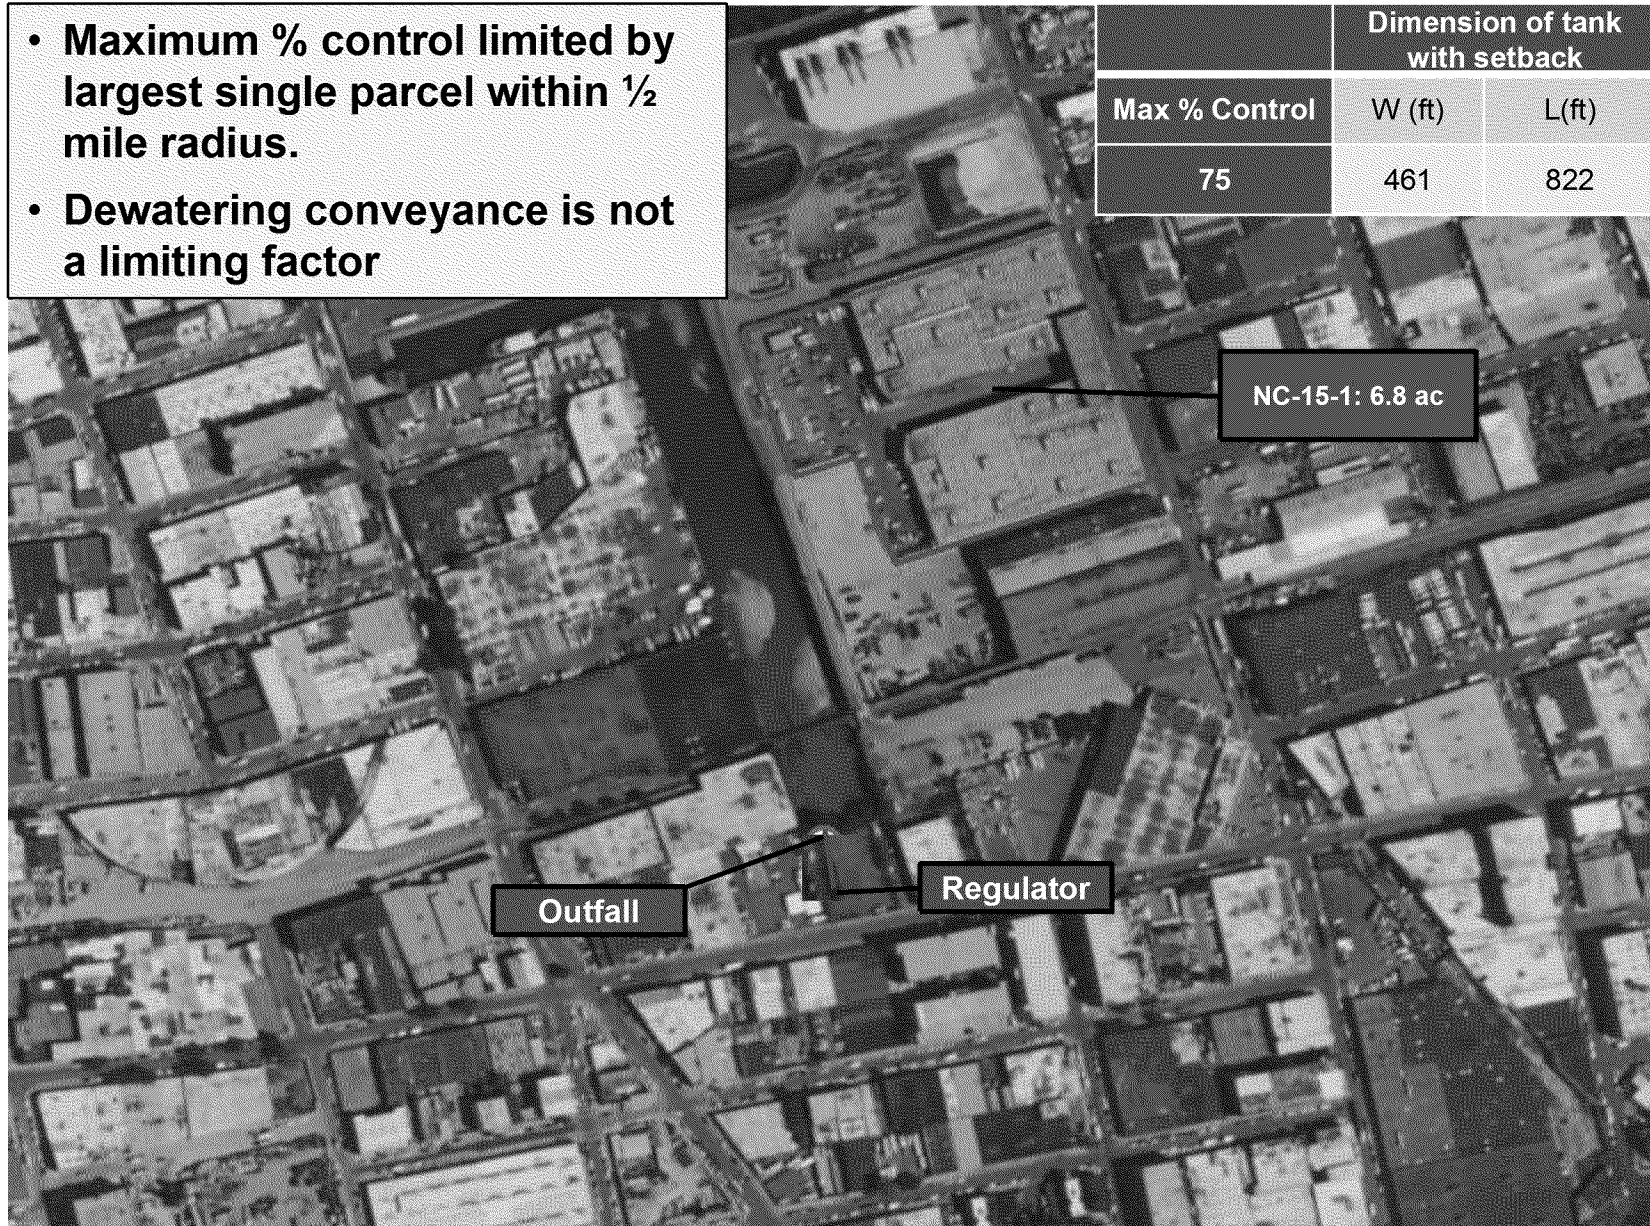 • Maximum % control limited by
largest single parcel within ½
mile radius.
• Dewatering conveyance is not
a limiting factor
Dimension of tank
with setback
Max % Control W (ft) L(ft)
75 461 822
NC-15-1: 6.8 ac
Outfall
Regulator